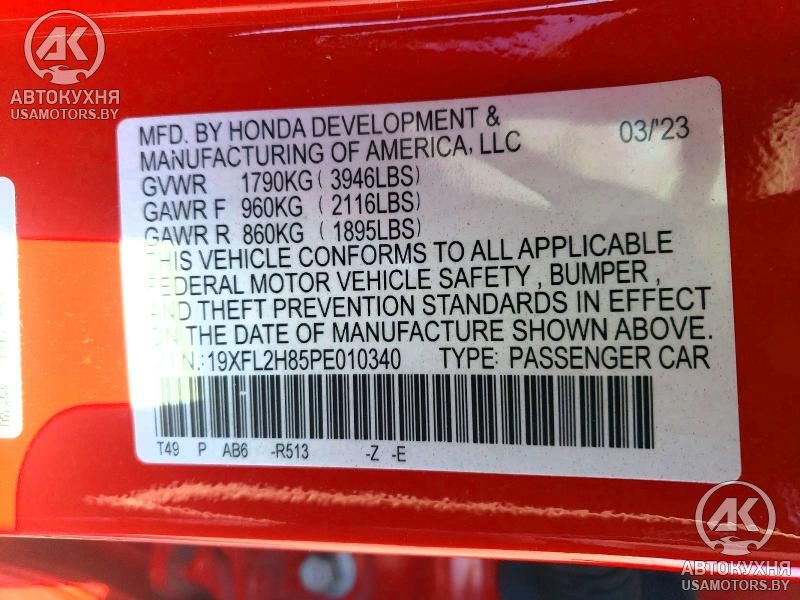 AK
АВТОКУХНЯ
USAMOTORS.BY
MFD. BY HONDA DEVELOPMENT &
MANUFACTURING OF AMERICA, LLC
03/'23
GVWR 1790KG ( 3946LBS)
GAWR F 960KG ( 2116LBS)
GAWR R 860KG ( 1895LBS)
THIS VEHICLE CONFORMS TO ALL APPLICABLE
FEDERAL MOTOR VEHICLE SAFETY , BUMPER ,
AND THEFT PREVENTION STANDARDS IN EFFECT
ON THE DATE OF MANUFACTURE SHOWN ABOVE.
19XFL2H85PE010340 TYPE: PASSENGER CAR
T49 P AB6 -R513 -Z -E
AK
АВТОКУХНЯ
USAMOTORS.BY